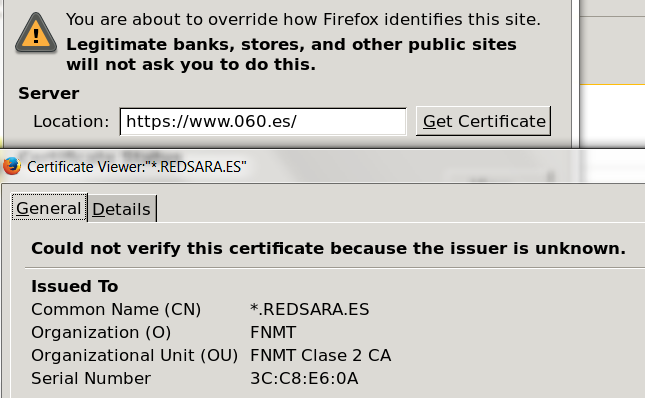 You are about to override how Firefox identifies this site.
Legitimate banks, stores, and other public sites
will not ask you to do this.
Server
Location: https://www.060.es/ Get Certificate
Certificate Viewer:"*.REDSARA.ES"
General Details
Could not verify this certificate because the issuer is unknown.
Issued To
Common Name (CN) *.REDSARA.ES
Organization (O) FNMT
Organizational Unit (OU) FNMT Clase 2 CA
Serial Number 3C:C8:E6:0A